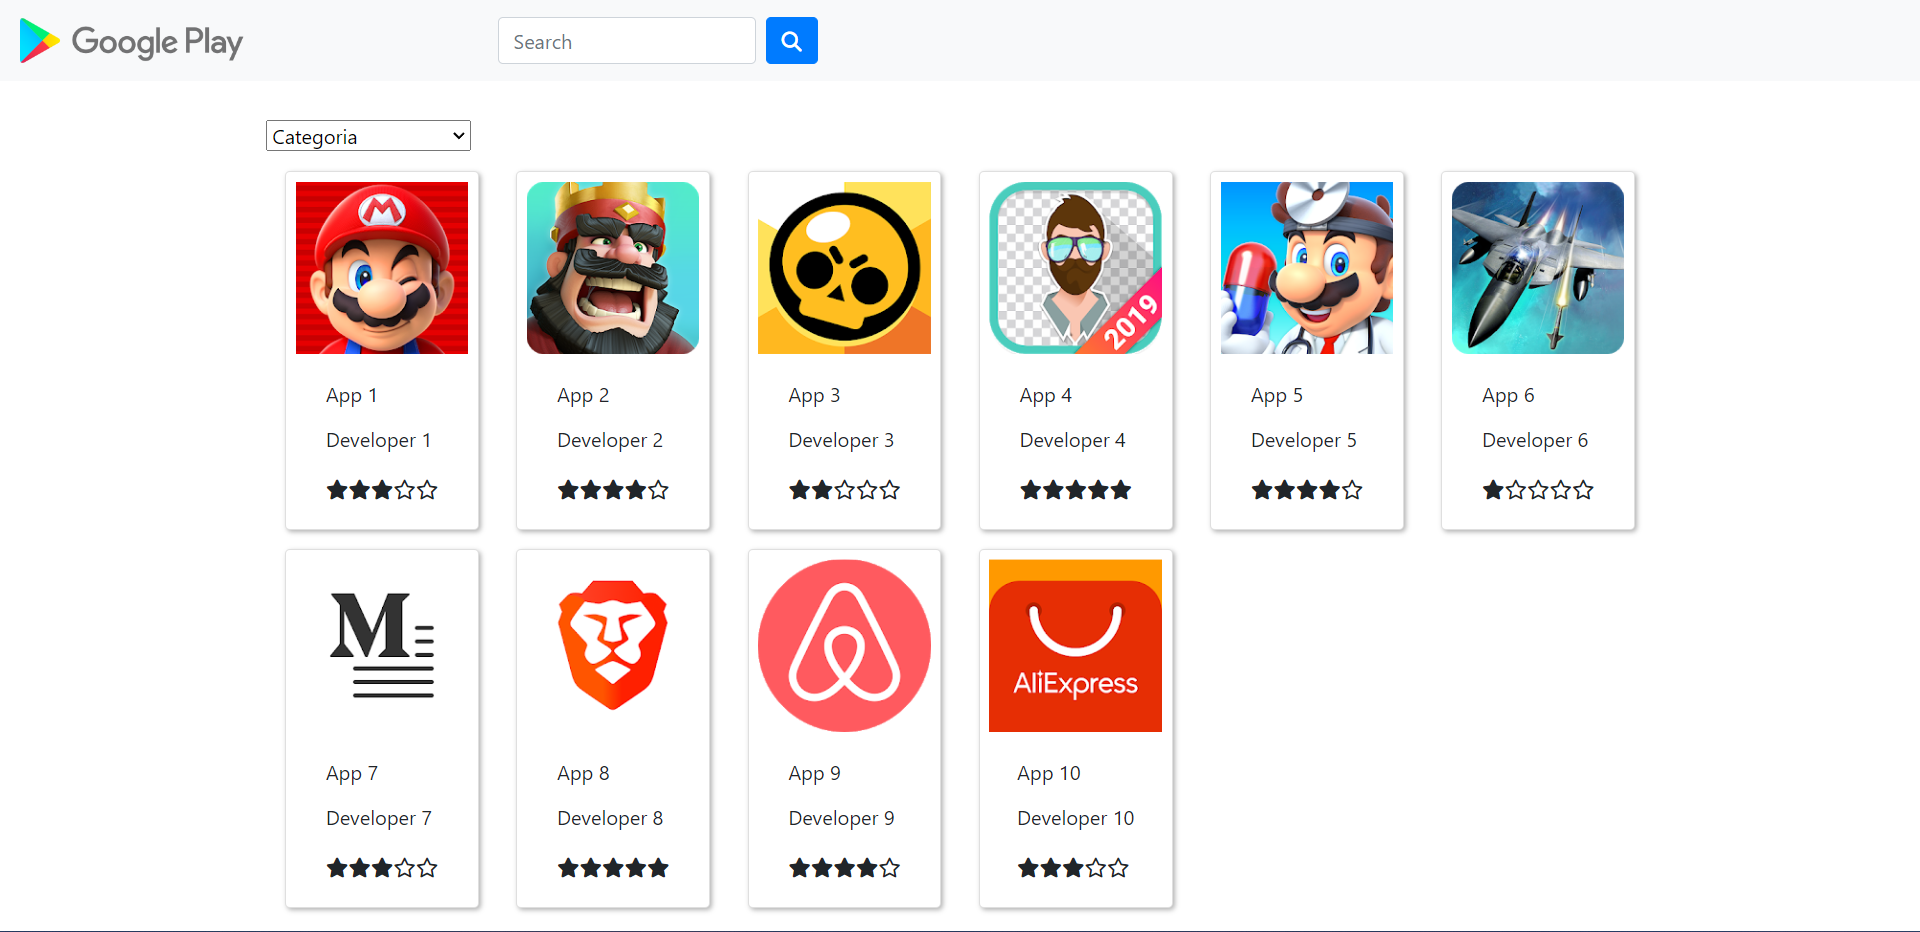 Google Play
Search
Categoria
M
2019
App 1
App 2
App 3
App 4
App 5
App 6
Developer 1
Developer 2
Developer 3
Developer 4
Developer 5
Developer 6
M
AliExpress
App 7
App 8
App 9
App 10
Developer 7
Developer 8
Developer 9
Developer 10